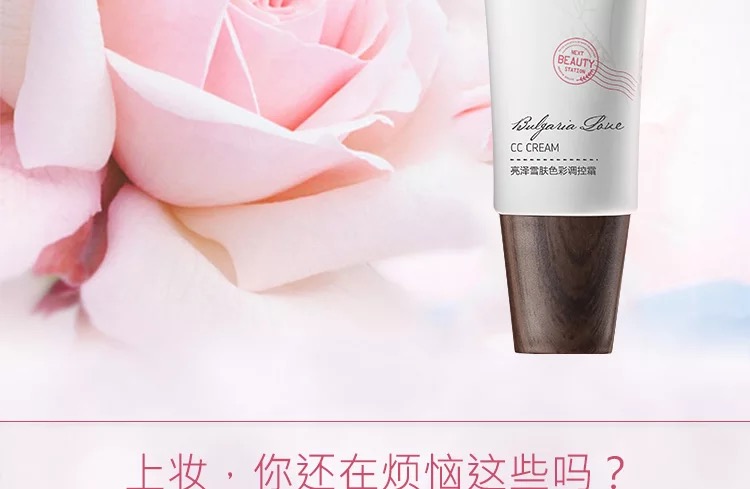 NEXT
BEAUTY
STATION
Bulgaria Love
CC CREAM
亮泽雪肤色彩调控霜
上妆，你还在烦恼这些吗？